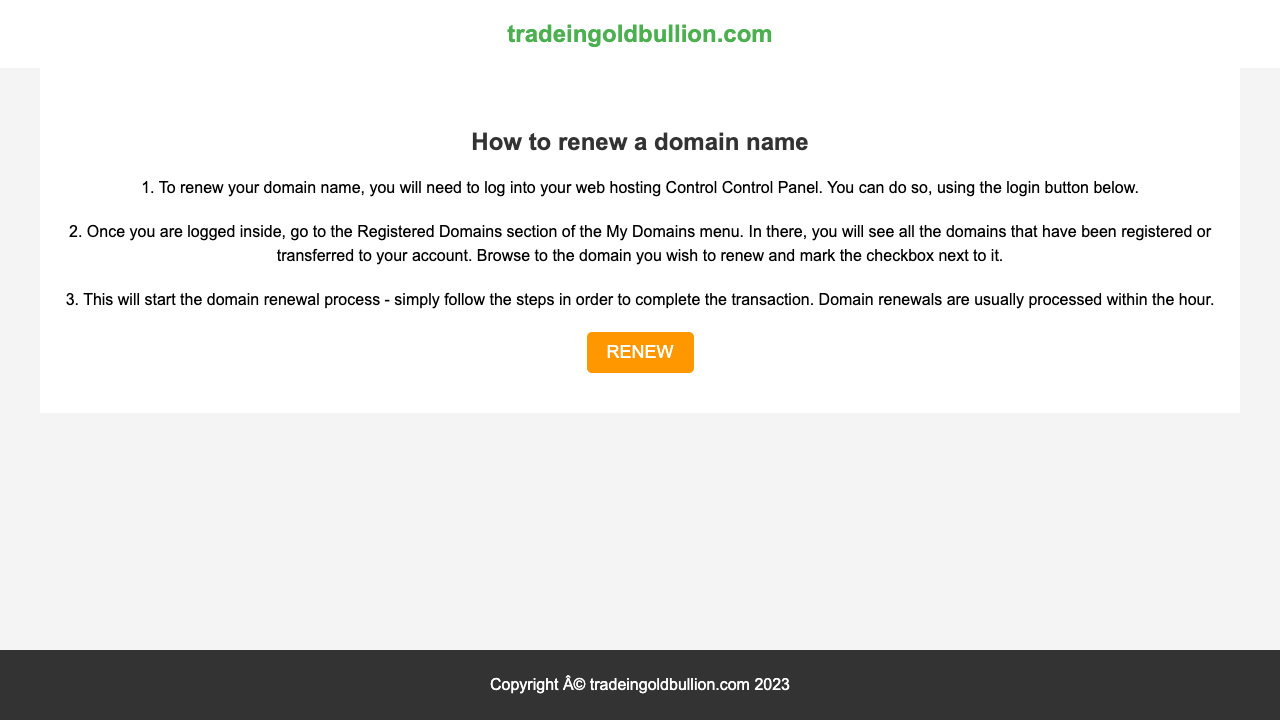 tradeingoldbullion.com
How to renew a domain name
1. To renew your domain name, you will need to log into your web hosting Control Control Panel. You can do so, using the login button below.
2. Once you are logged inside, go to the Registered Domains section of the My Domains menu. In there, you will see all the domains that have been registered or
transferred to your account. Browse to the domain you wish to renew and mark the checkbox next to it.
3. This will start the domain renewal process - simply follow the steps in order to complete the transaction. Domain renewals are usually processed within the hour.
RENEW
Copyright Â© tradeingoldbullion.com 2023